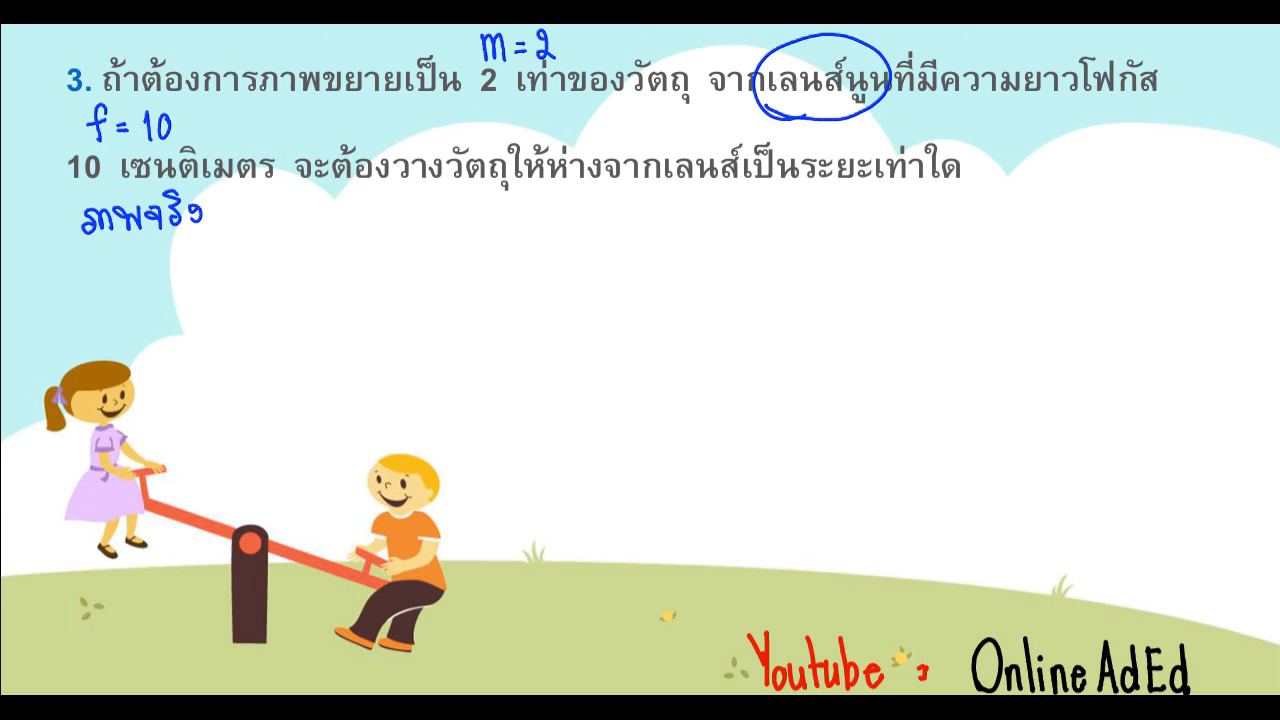 m = 2
3. ถ้าต้องการภาพขยายเป็น 2 เท่าของวัตถุ จากเลนส์นูนที่มีความยาวโฟกัส
f = 10
10 เซนติเมตร จะต้องวางวัตถุให้ห่างจากเลนส์เป็นระยะเท่าใด
ภาพจริง
Youtube : OnlineAdEd